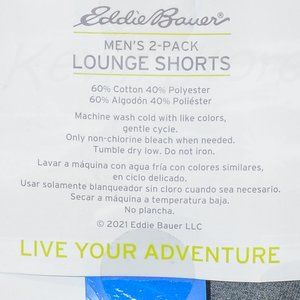 Eddie Bauer®
MEN'S 2-PACK
LOUNGE SHORTS
60% Cotton 40% Polyester
60% Algodón 40% Poliéster
Machine wash cold with like colors,
gentle cycle.
Only non-chlorine bleach when needed.
Tumble dry low. Do not iron.
Lavar a máquina con agua fría con colores similares,
en ciclo delicado.
Usar solamente blanqueador sin cloro cuando sea necesario.
Secar a máquina a temperatura baja.
No plancha.
© 2021 Eddie Bauer LLC
LIVE YOUR ADVENTURE